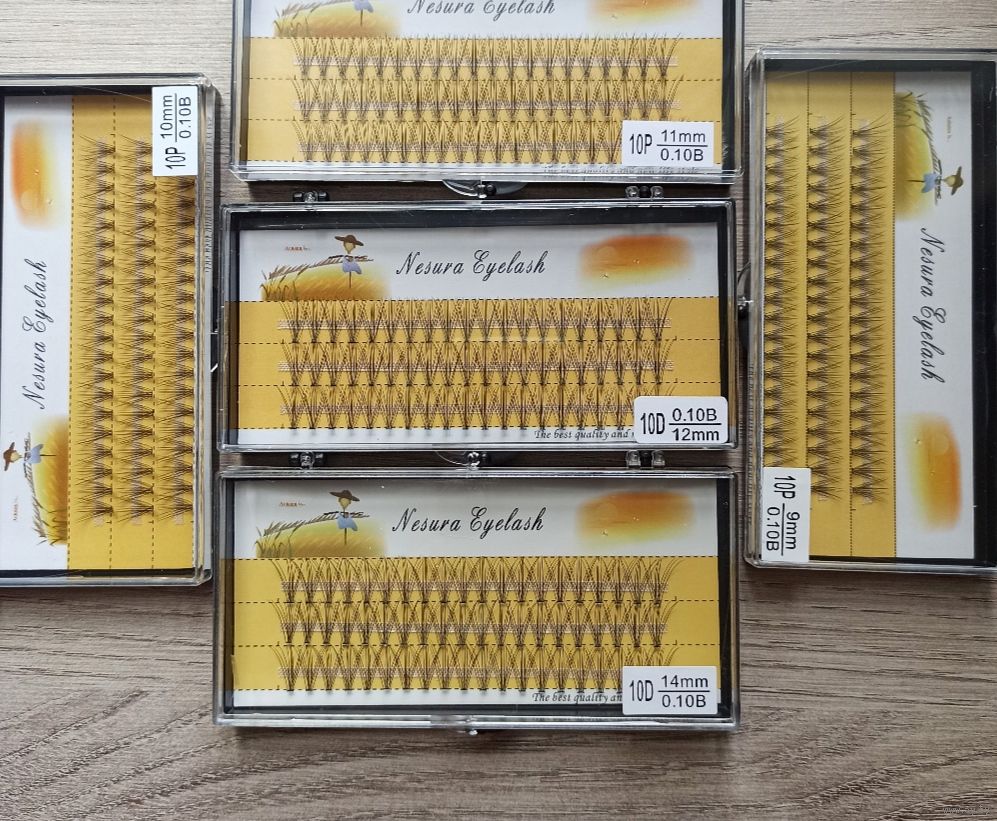 Nesura Eyelash
10P 11mm
0.10B
10P 10mm
0.10B
Nesura Eyelash
Nesura Eyelash
10D 0.10B
12mm
The best quality and
Nesura Eyelash
10P 9mm
0.10B
Nesura Eyelash
The best quality an
10D 14mm
0.10B